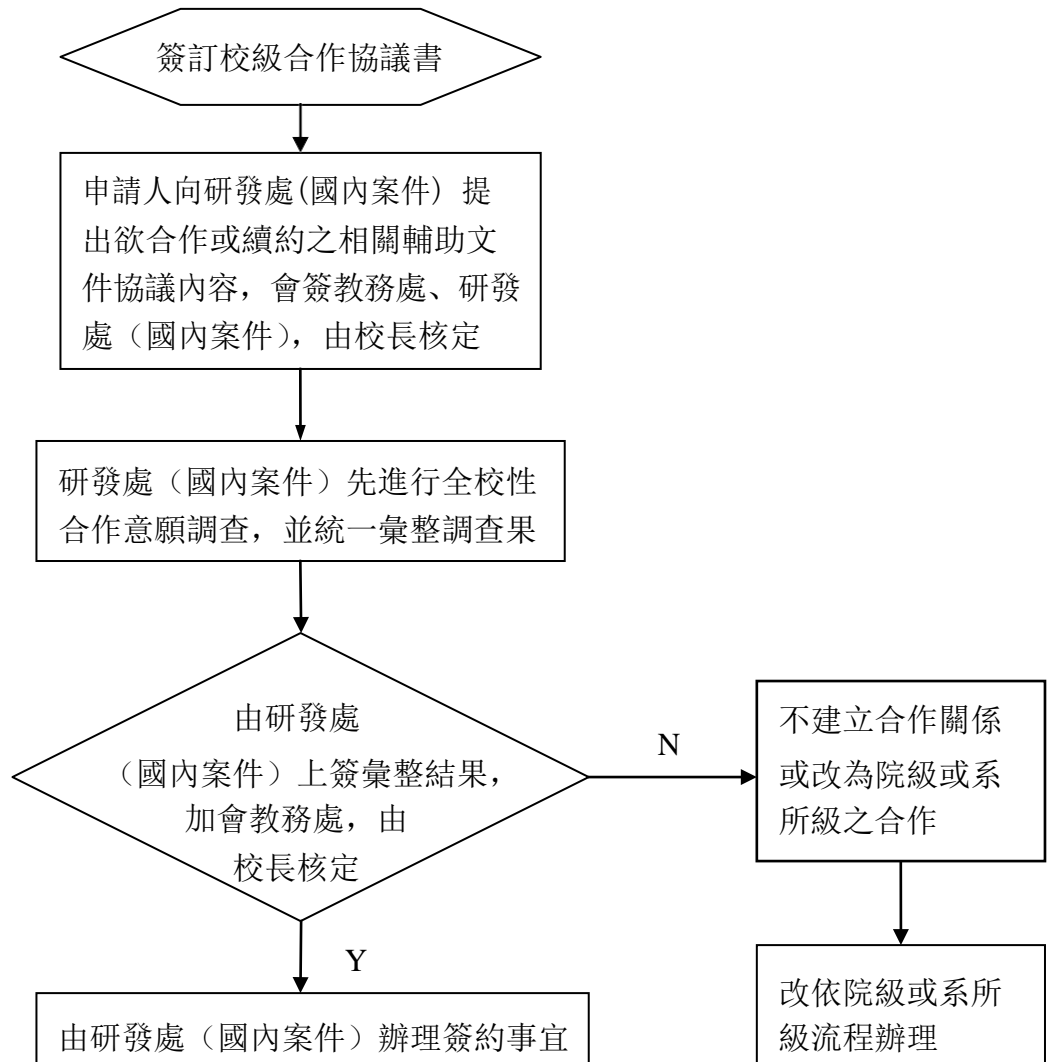 簽訂校級合作協議書
申請人向研發處(國內案件) 提
出欲合作或續約之相關輔助文
件協議內容，會簽教務處、研發
處（國內案件），由校長核定
研發處（國內案件）先進行全校性
合作意願調查，並統一彙整調查果
由研發處
（國內案件）上簽彙整結果，
加會教務處，由
校長核定
N
不建立合作關係
或改為院級或系
所級之合作
Y
由研發處（國內案件）辦理簽約事宜
改依院級或系所
級流程辦理